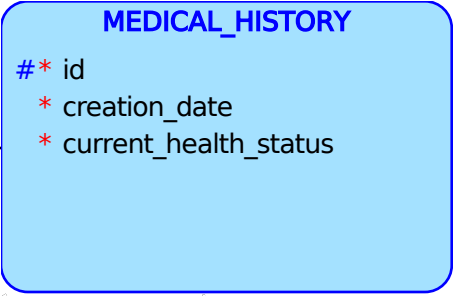 MEDICAL_HISTORY
#* id
* creation_date
* current_health_status